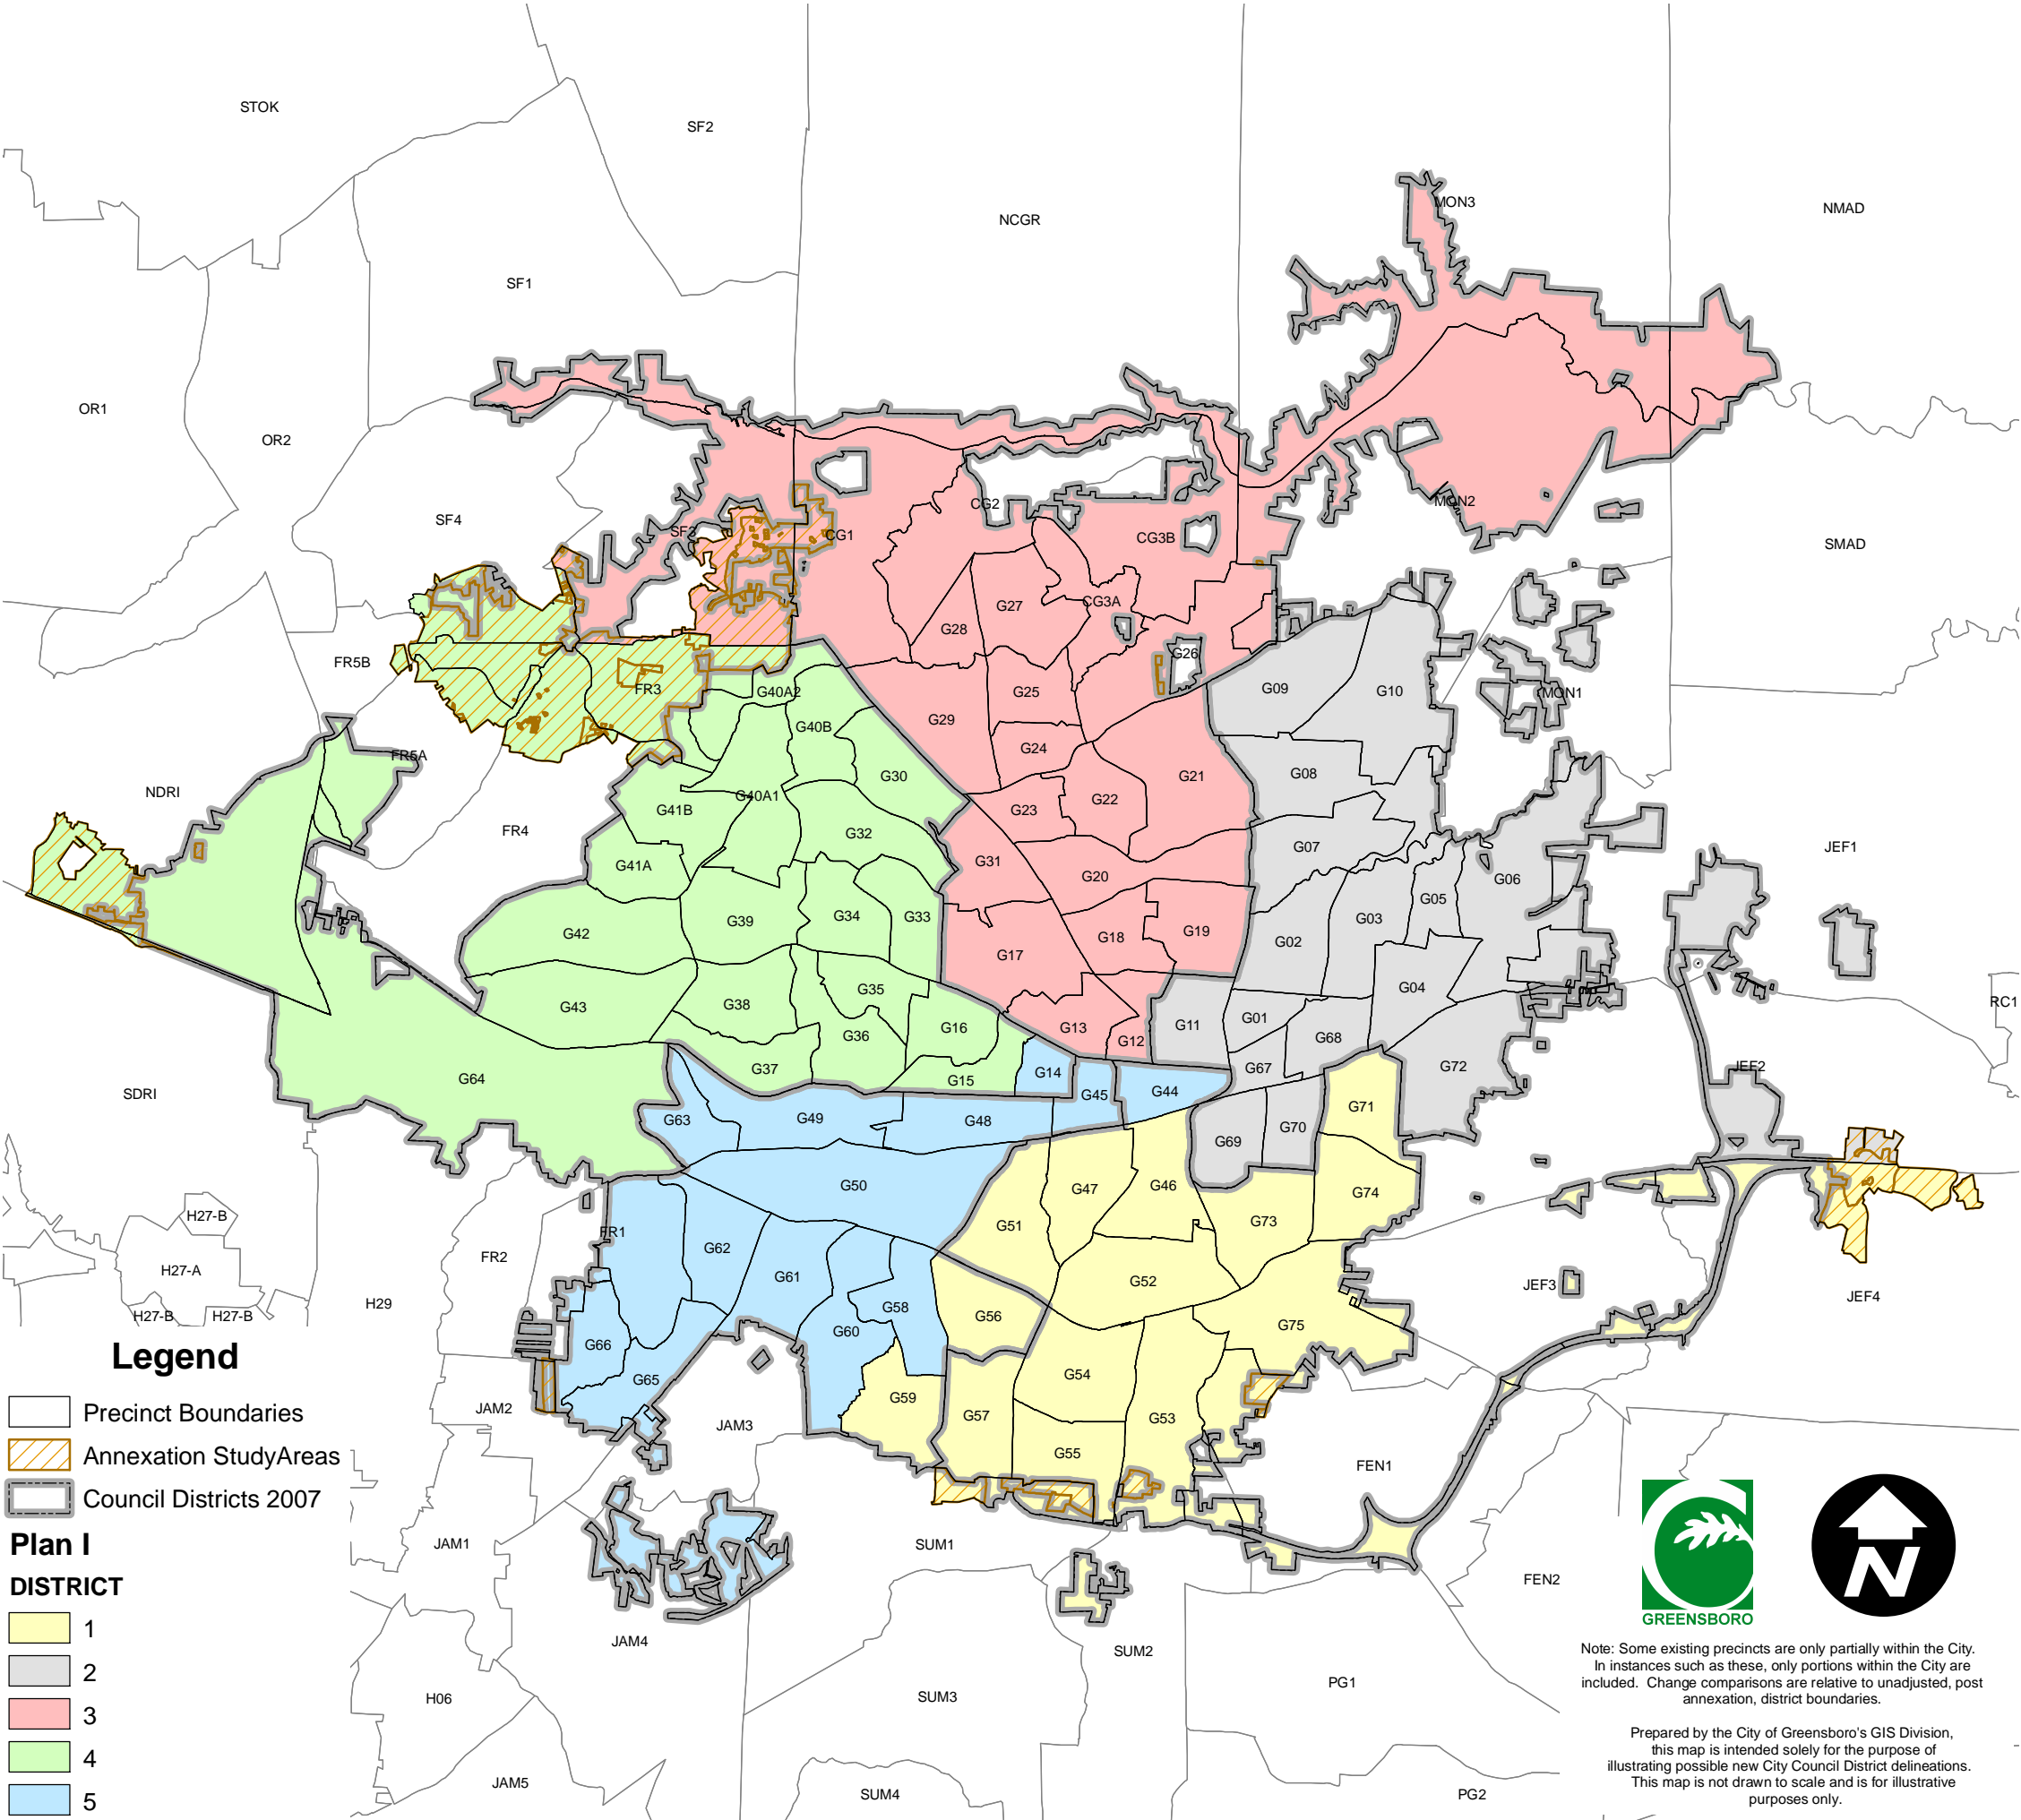 STOK
SF2
NCGR
MON3
NMAD
SF1
OR1
OR2
SF4
SF3
CG1
CG2
CG3B
MON2
SMAD
G27
CG3A
G28
G26
FR5B
FR3
G40A2
G25
G09
G10
MON1
G29
G40B
G24
FR5A
NDRI
G30
G08
G21
G40A1
G41B
G23
G22
FR4
G32
G07
JEF1
G41A
G31
G20
G06
G05
G39
G34
G33
G03
G42
G18
G19
G02
G17
G35
G04
RC1
G43
G38
G16
G36
G13
G12
G11
G01
G68
G37
G14
G67
G72
JEF2
G64
G15
G45
G44
SDRI
G63
G49
G48
G71
G70
G69
G50
G47
G46
G74
H27-B
G51
G73
FR1
G62
FR2
H27-A
G61
G52
JEF3
JEF4
H29
G58
H27-B
H27-B
G56
G60
G75
G66
Legend
G65
G54
G59
Precinct Boundaries
JAM2
JAM3
G57
G53
Annexation StudyAreas
G55
FEN1
Council Districts 2007
Plan I
JAM1
SUM1
DISTRICT
FEN2
GREENSBORO
N
1
JAM4
SUM2
2
H06
SUM3
PG1
3
4
JAM5
SUM4
PG2
5
Note: Some existing precincts are only partially within the City.
In instances such as these, only portions within the City are
included. Change comparisons are relative to unadjusted, post
annexation, district boundaries.
Prepared by the City of Greensboro's GIS Division,
this map is intended solely for the purpose of
illustrating possible new City Council District delineations.
This map is not drawn to scale and is for illustrative
purposes only.